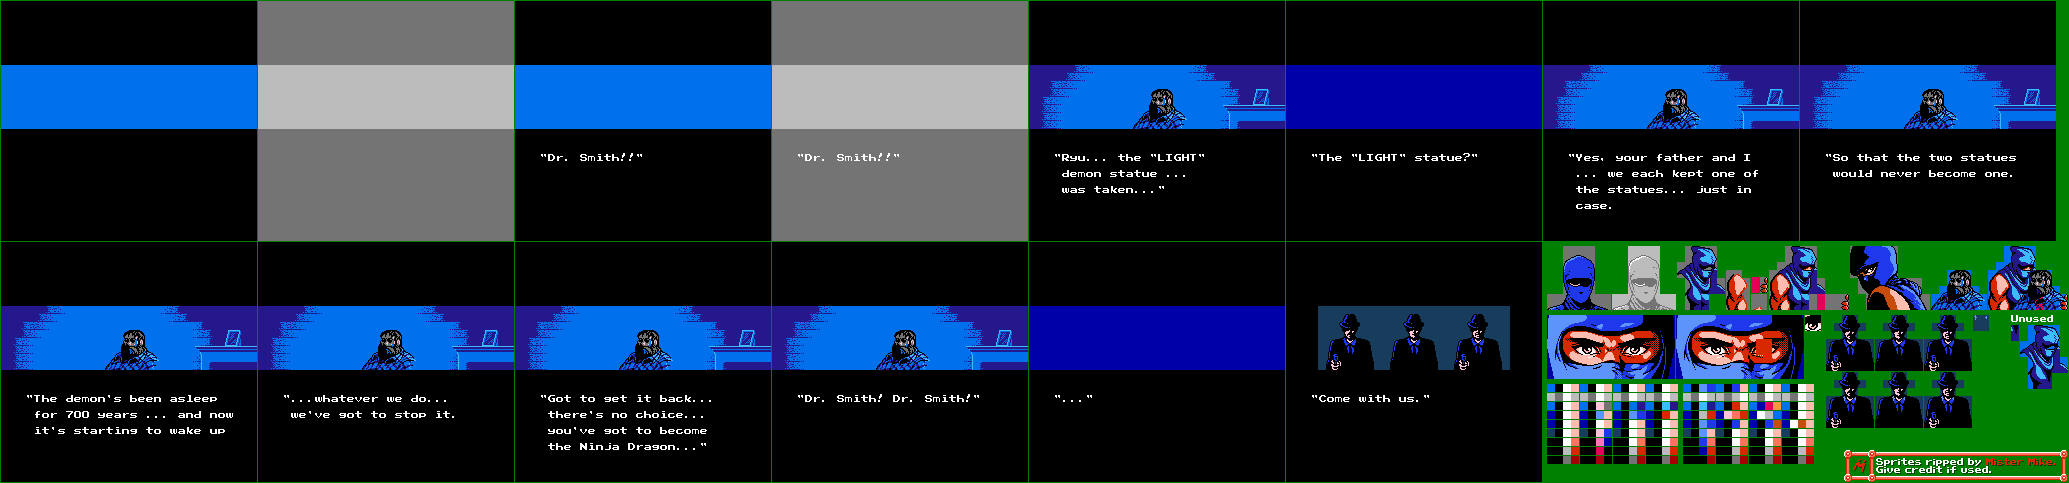 "Dr. Smith!!"
"Dr. Smith!!"
"Ryu... the "LIGHT"
demon statue ...
was taken..."
"The "LIGHT" statue?"
"Yes, your father and I
... we each kept one of
the statues... just in
case.
"So that the two statues
would never become one.
"The demon's been asleep
for 700 years ... and now
it's starting to wake up
"...whatever we do...
we've got to stop it.
"Got to get it back...
there's no choice...
you've got to become
the Ninja Dragon..."
"Dr. Smith! Dr. Smith!"
"..."
"Come with us."
Unused
Sprites ripped by Mister Mike.
Give credit if used.